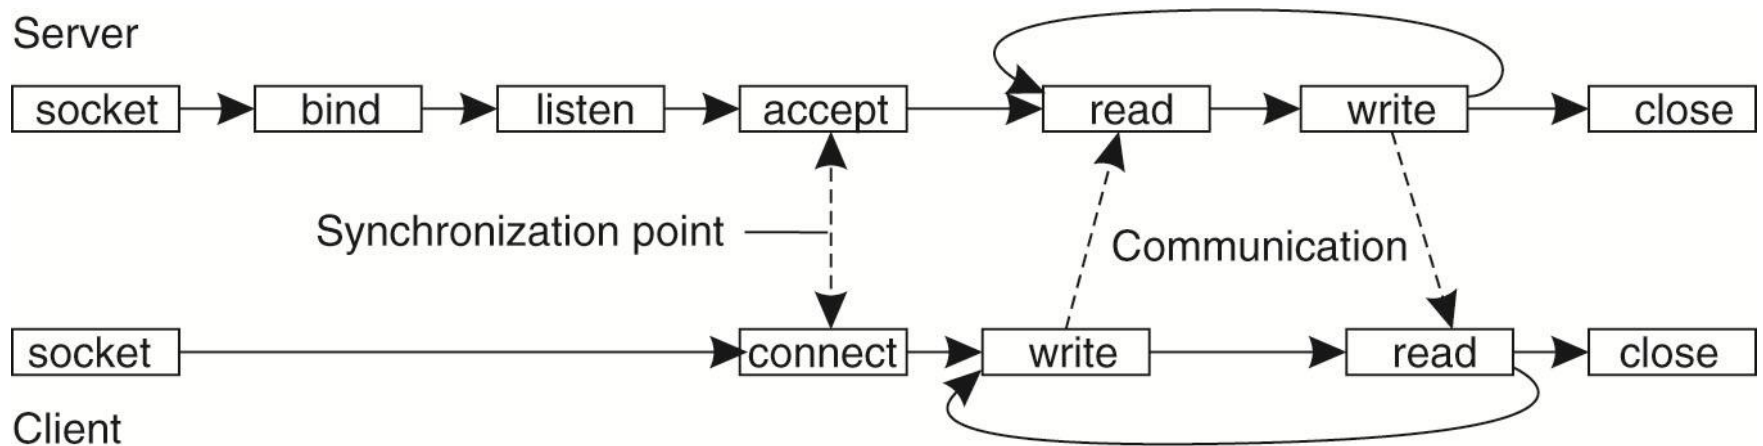 Server
socket bind listen accept read write close
Synchronization point
Communication
socket connect write read close
Client